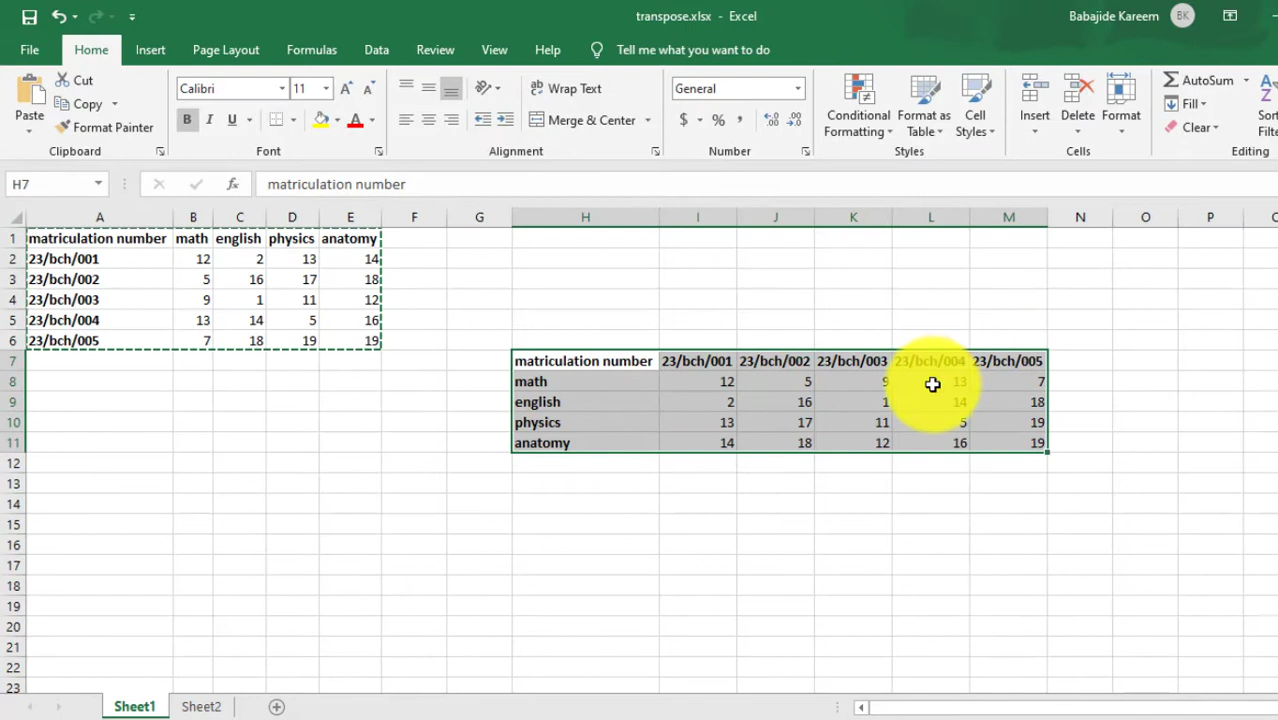 transpose.xlsx - Excel
Babajide Kareem BK
File Home Insert Page Layout Formulas Data Review View Help Tell me what you want to do
Paste
Cut
Copy
Format Painter
Clipboard
Calibri 11
B I U A
Font
Wrap Text
Merge & Center
Alignment
General
$ % ,
Number
Conditional Formatting
Format as Table
Cell Styles
Styles
Insert Delete Format
Cells
AutoSum
Fill
Clear
Editing
H7 fx matriculation number
A B C D E F G H I J K L M N O P
1 matriculation number math english physics anatomy
2 23/bch/001 12 2 13 14
3 23/bch/002 5 16 17 18
4 23/bch/003 9 1 11 12
5 23/bch/004 13 14 5 16
6 23/bch/005 7 18 19 19
7 matriculation number 23/bch/001 23/bch/002 23/bch/003 23/bch/004 23/bch/005
8 math 12 5 9 13 7
9 english 2 16 1 14 18
10 physics 13 17 11 5 19
11 anatomy 14 18 12 16 19
12
13
14
15
16
17
18
19
20
21
22
23
Sheet1 Sheet2